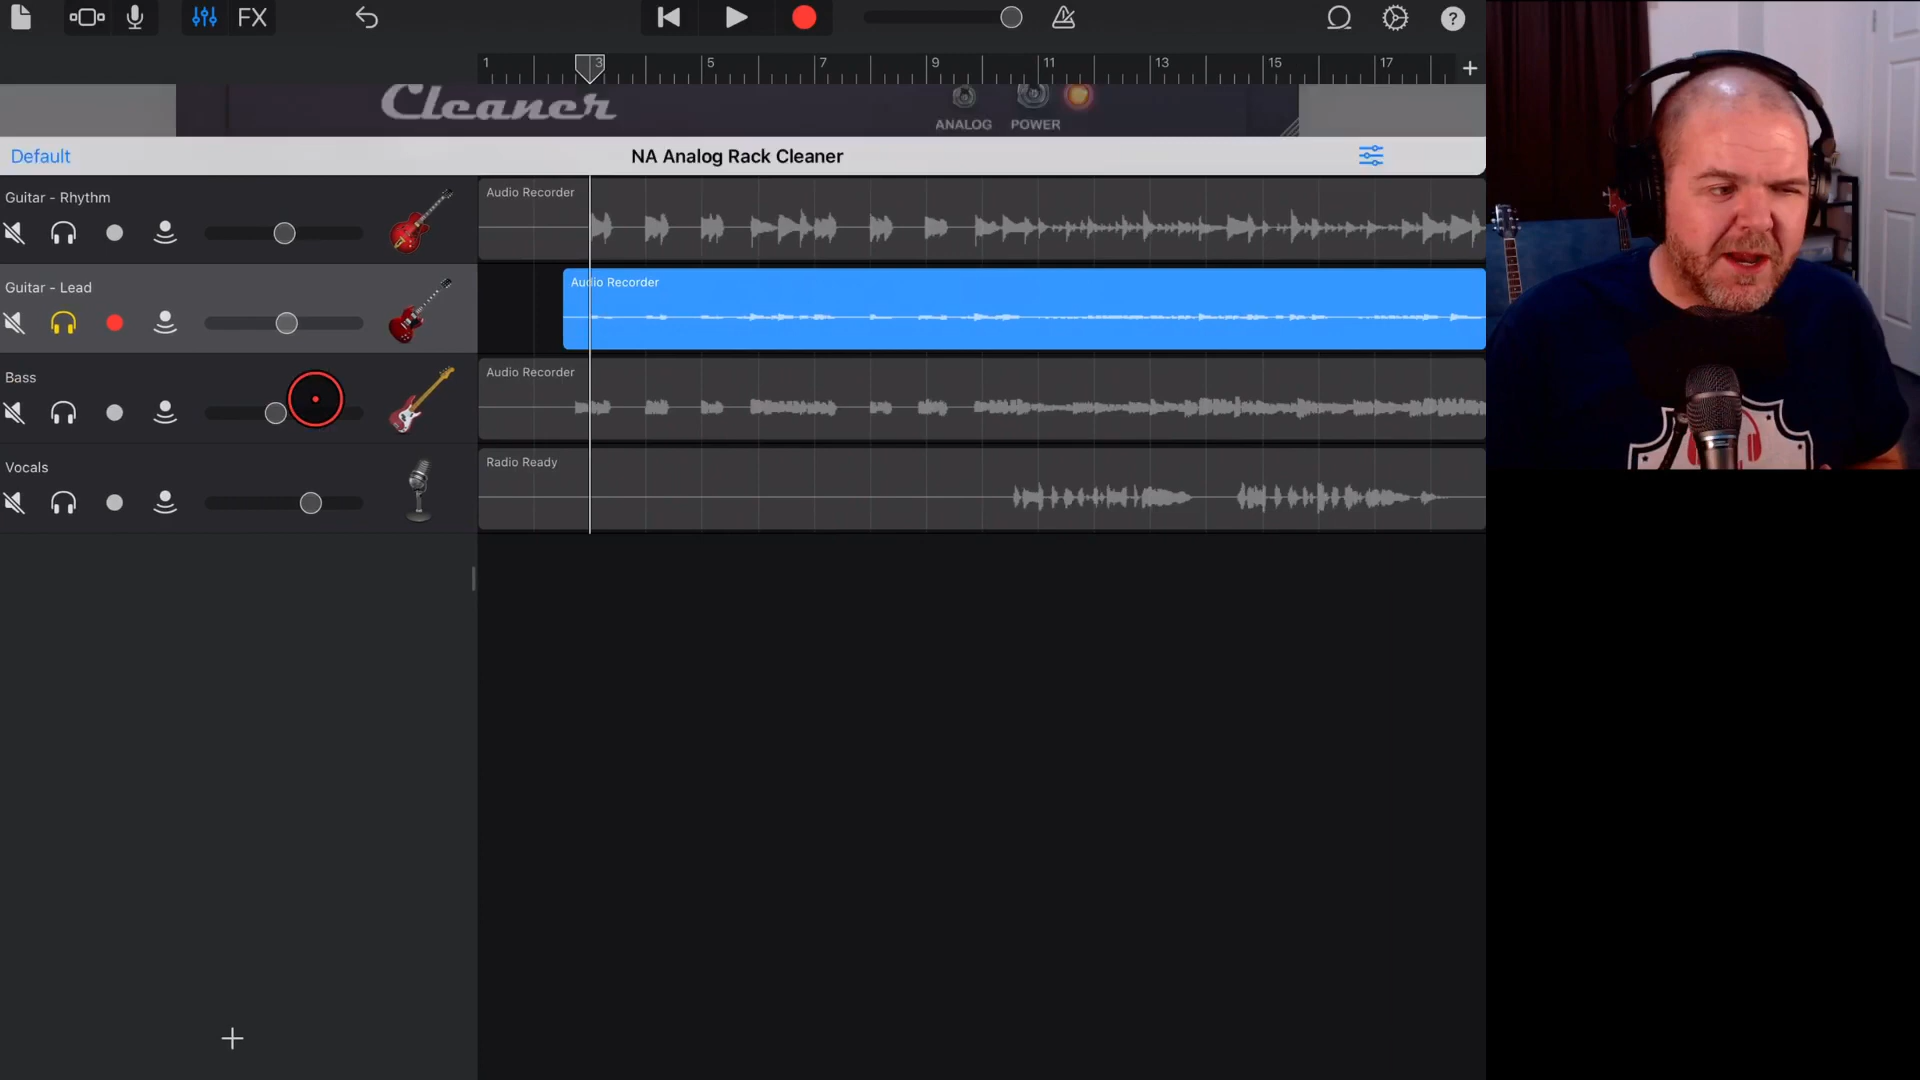 FX
?
1 3 5 7 9 11 13 15 17
Cleaner
ANALOG POWER
Default
NA Analog Rack Cleaner
Guitar - Rhythm
Audio Recorder
Guitar - Lead
Audio Recorder
Bass
Audio Recorder
Vocals
Radio Ready